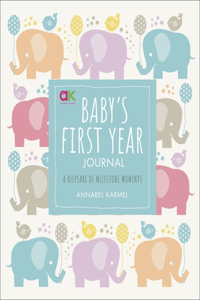 ak
BABY'S
FIRST YEAR
JOURNAL
A KEEPSAKE OF MILESTONE MOMENTS
ANNABEL KARMEL